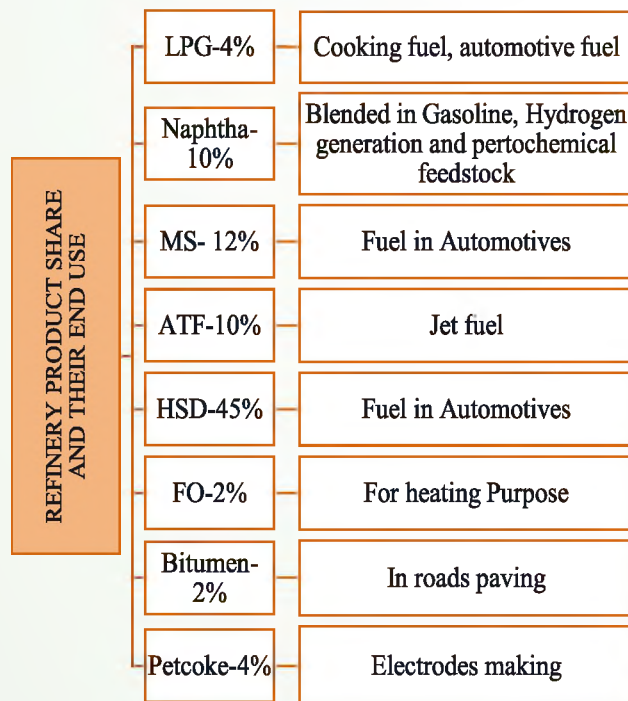 REFINERY PRODUCT SHARE
AND THEIR END USE
LPG-4%
Cooking fuel, automotive fuel
Naphtha-
10%
Blended in Gasoline, Hydrogen
generation and pertochemical
feedstock
MS- 12%
Fuel in Automotives
ATF-10%
Jet fuel
HSD-45%
Fuel in Automotives
FO-2%
For heating Purpose
Bitumen-
2%
In roads paving
Petcoke-4%
Electrodes making